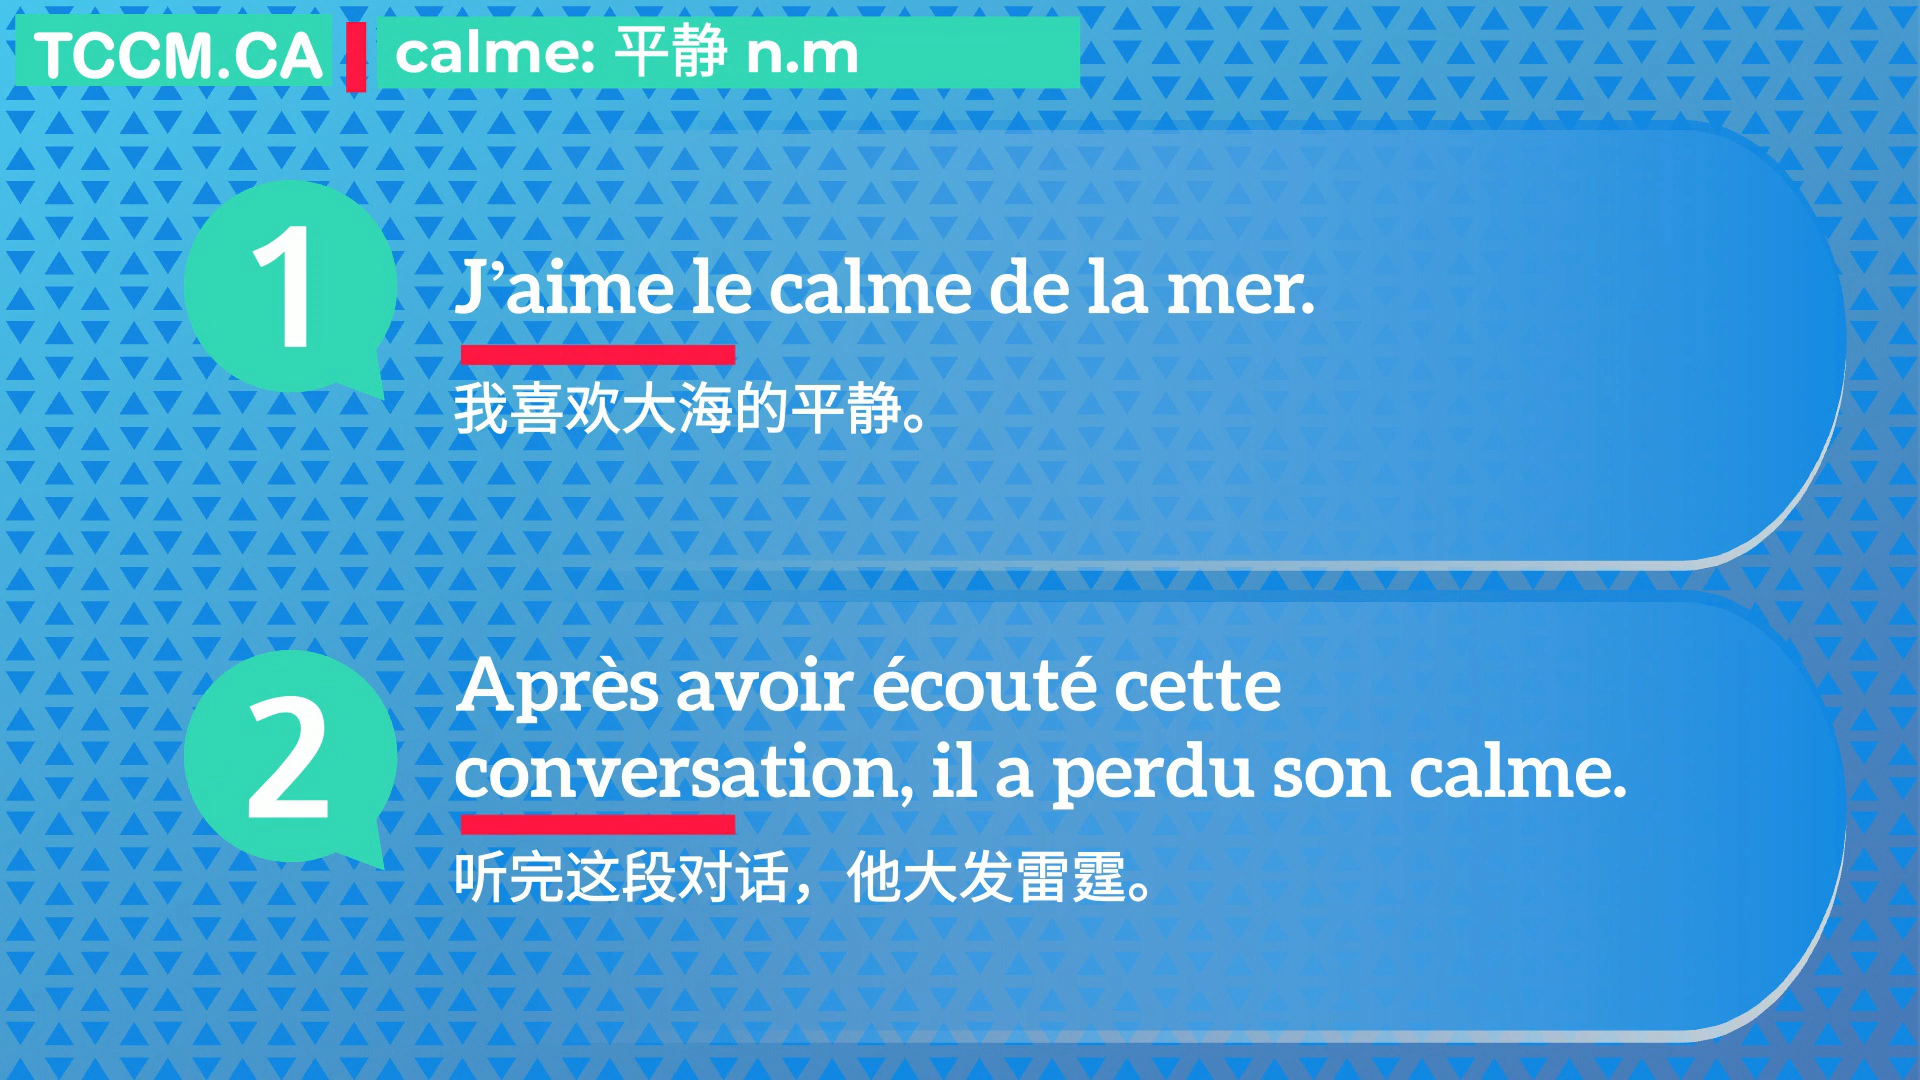 TCCM.CA
calme: 平静 n.m
1
J’aime le calme de la mer.
我喜欢大海的平静。
2
Après avoir écouté cette
conversation, il a perdu son calme.
听完这段对话，他大发雷霆。